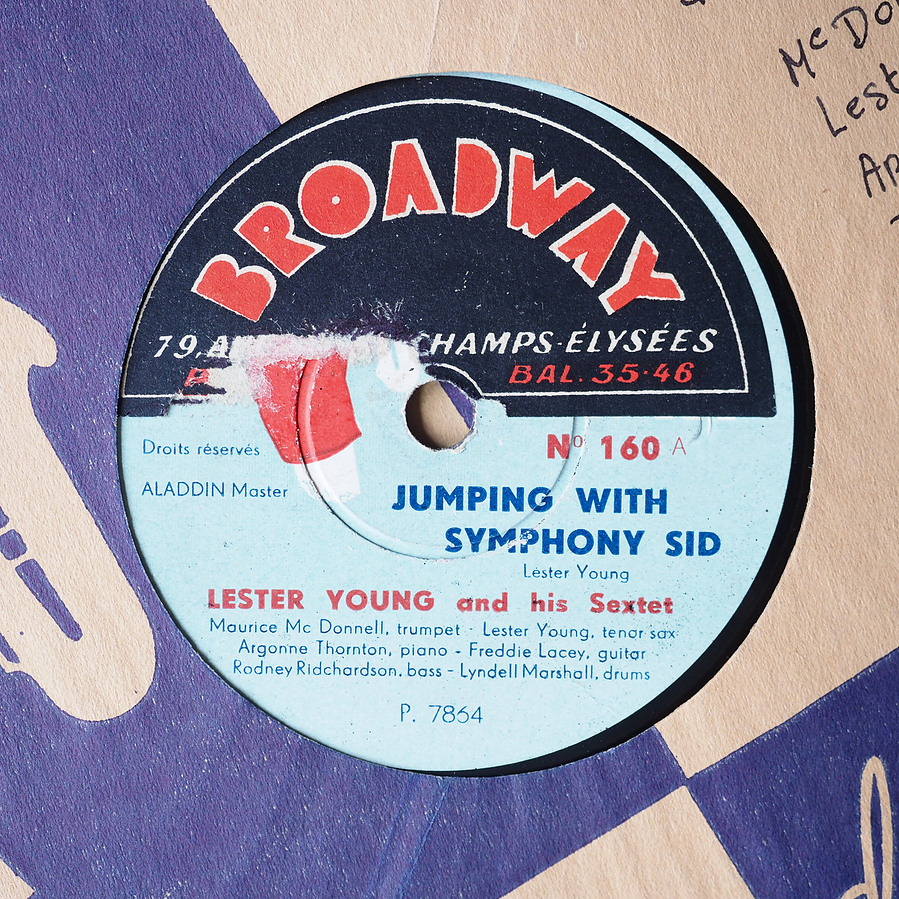 Mc Do
BROADWAY
79, CHAMPS-ÉLYSÉES
BAL. 35-46
Droits réservés
Nº 160 A
ALADDIN Master
JUMPING WITH
SYMPHONY SID
Lester Young
LESTER YOUNG and his Sextet
Maurice Mc Donnell, trumpet - Lester Young, tenor sax
Argonne Thornton, piano - Freddie Lacey, guitar
Rodney Ridchardson, bass - Lyndell Marshall, drums
P. 7864